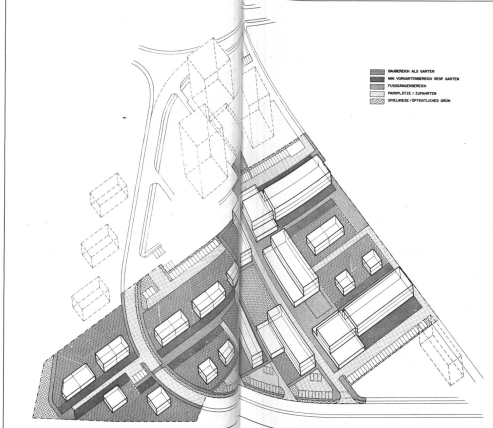 BAUBEREICH ALS GARTEN
MIN VORGARTENBEREICH RESP GARTEN
FUSSGÄNGERBEREICH
PARKPLÄTZE / ZUFAHRTEN
SPIELWIESE / ÖFFENTLICHES GRÜN